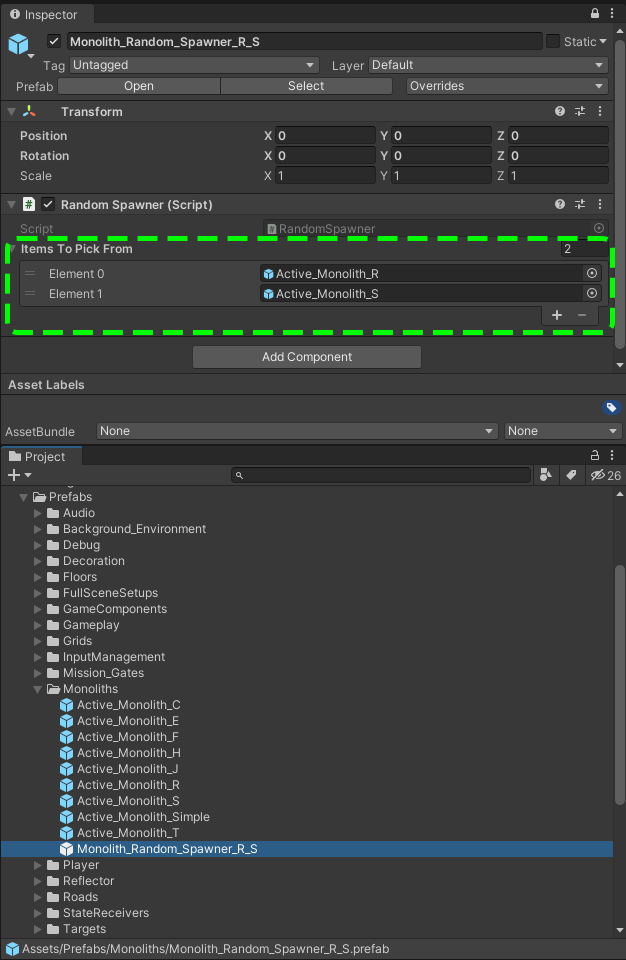 Inspector
Monolith_Random_Spawner_R_S Static
Tag Untagged Layer Default
Prefab Open Select Overrides
Transform
Position X 0 Y 0 Z 0
Rotation X 0 Y 0 Z 0
Scale X 1 Y 1 Z 1
# Random Spawner (Script)
Script # RandomSpawner
Items To Pick From 2
Element 0 Active_Monolith_R
Element 1 Active_Monolith_S
+ −
Add Component
Asset Labels
AssetBundle None None
Project
+ 26
Prefabs
Audio
Background_Environment
Debug
Decoration
Floors
FullSceneSetups
GameComponents
Gameplay
Grids
InputManagement
Mission_Gates
Monoliths
Active_Monolith_C
Active_Monolith_E
Active_Monolith_F
Active_Monolith_H
Active_Monolith_J
Active_Monolith_R
Active_Monolith_S
Active_Monolith_Simple
Active_Monolith_T
Monolith_Random_Spawner_R_S
Player
Reflector
Roads
StateReceivers
Targets
Assets/Prefabs/Monoliths/Monolith_Random_Spawner_R_S.prefab